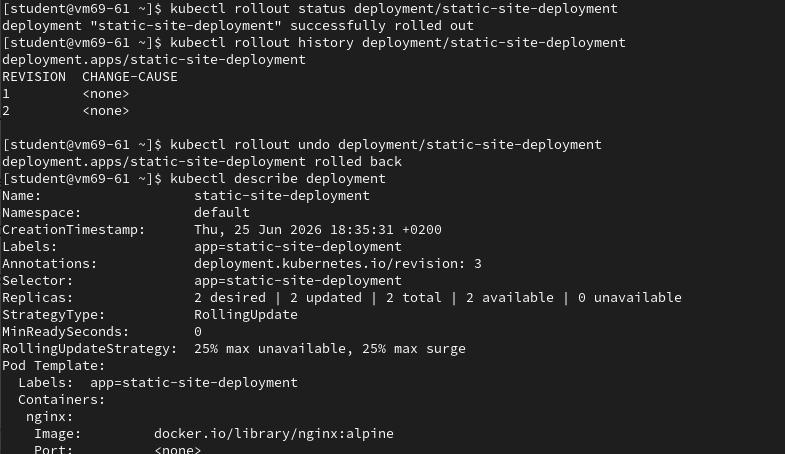 [student@vm69-61 ~]$ kubectl rollout status deployment/static-site-deployment
deployment "static-site-deployment" successfully rolled out
[student@vm69-61 ~]$ kubectl rollout history deployment/static-site-deployment
deployment.apps/static-site-deployment
REVISION  CHANGE-CAUSE
1         <none>
2         <none>
[student@vm69-61 ~]$ kubectl rollout undo deployment/static-site-deployment
deployment.apps/static-site-deployment rolled back
[student@vm69-61 ~]$ kubectl describe deployment
Name:                   static-site-deployment
Namespace:              default
CreationTimestamp:      Thu, 25 Jun 2026 18:35:31 +0200
Labels:                 app=static-site-deployment
Annotations:            deployment.kubernetes.io/revision: 3
Selector:               app=static-site-deployment
Replicas:               2 desired | 2 updated | 2 total | 2 available | 0 unavailable
StrategyType:           RollingUpdate
MinReadySeconds:        0
RollingUpdateStrategy:  25% max unavailable, 25% max surge
Pod Template:
  Labels:  app=static-site-deployment
  Containers:
   nginx:
    Image:         docker.io/library/nginx:alpine
    Port:          <none>